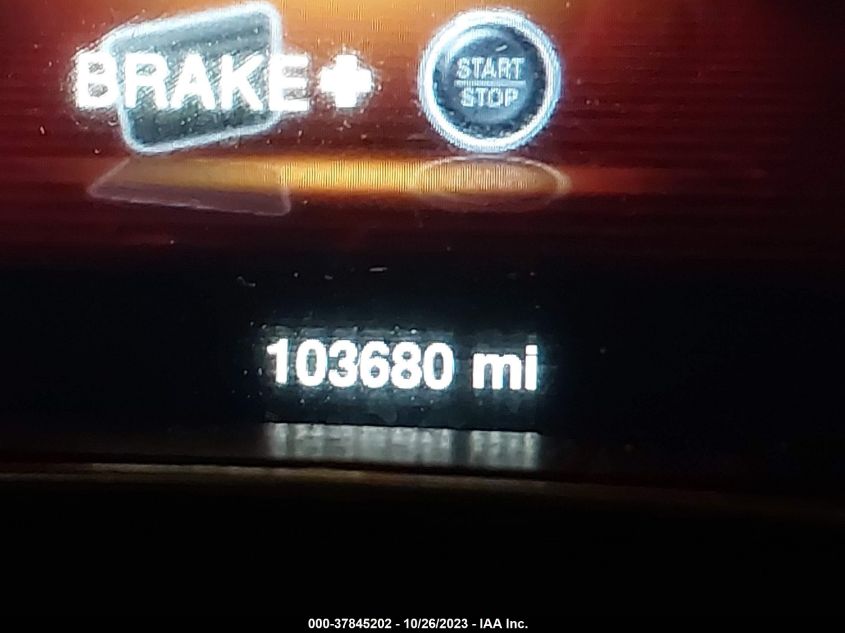 BRAKE + START
STOP
103680 mi
000-37845202 - 10/26/2023 - IAA Inc.